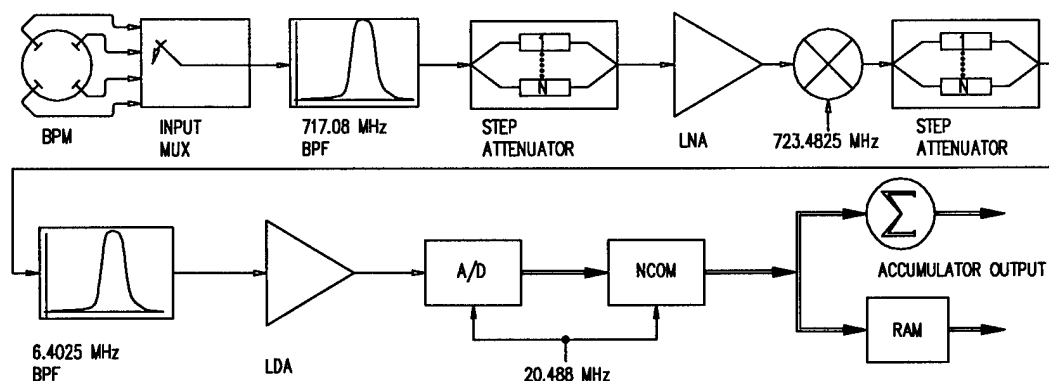 BPM
INPUT
MUX
717.08 MHz
BPF
1
N
STEP
ATTENUATOR
LNA
723.4825 MHz
1
N
STEP
ATTENUATOR
6.4025 MHz
BPF
LDA
A/D
NCOM
20.488 MHz
Σ
ACCUMULATOR OUTPUT
RAM